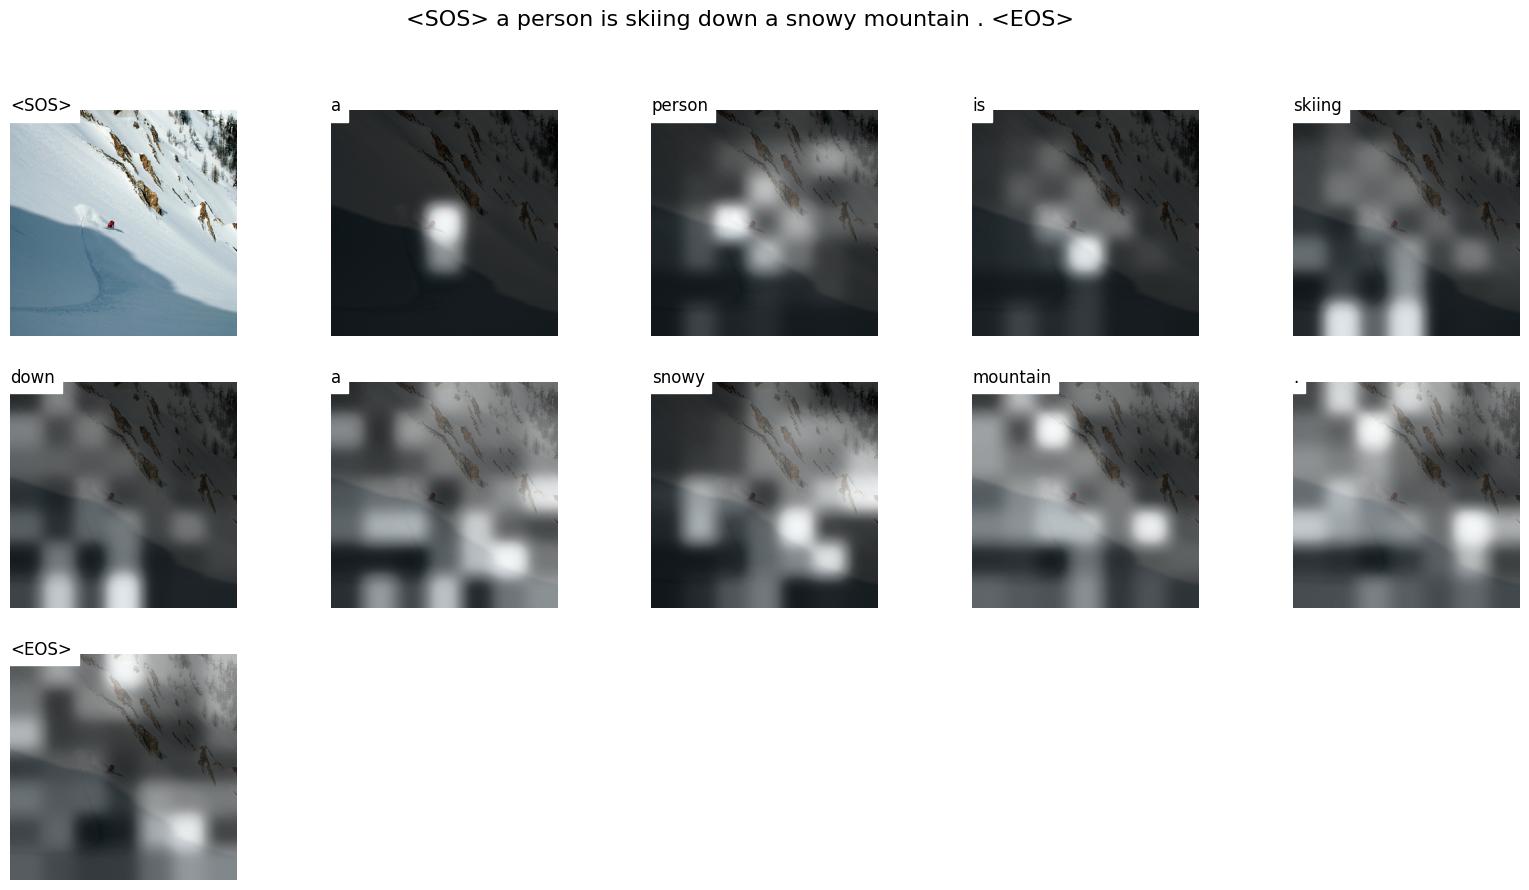 <SOS> a person is skiing down a snowy mountain . <EOS>
<SOS>
a
person
is
skiing
down
a
snowy
mountain
.
<EOS>